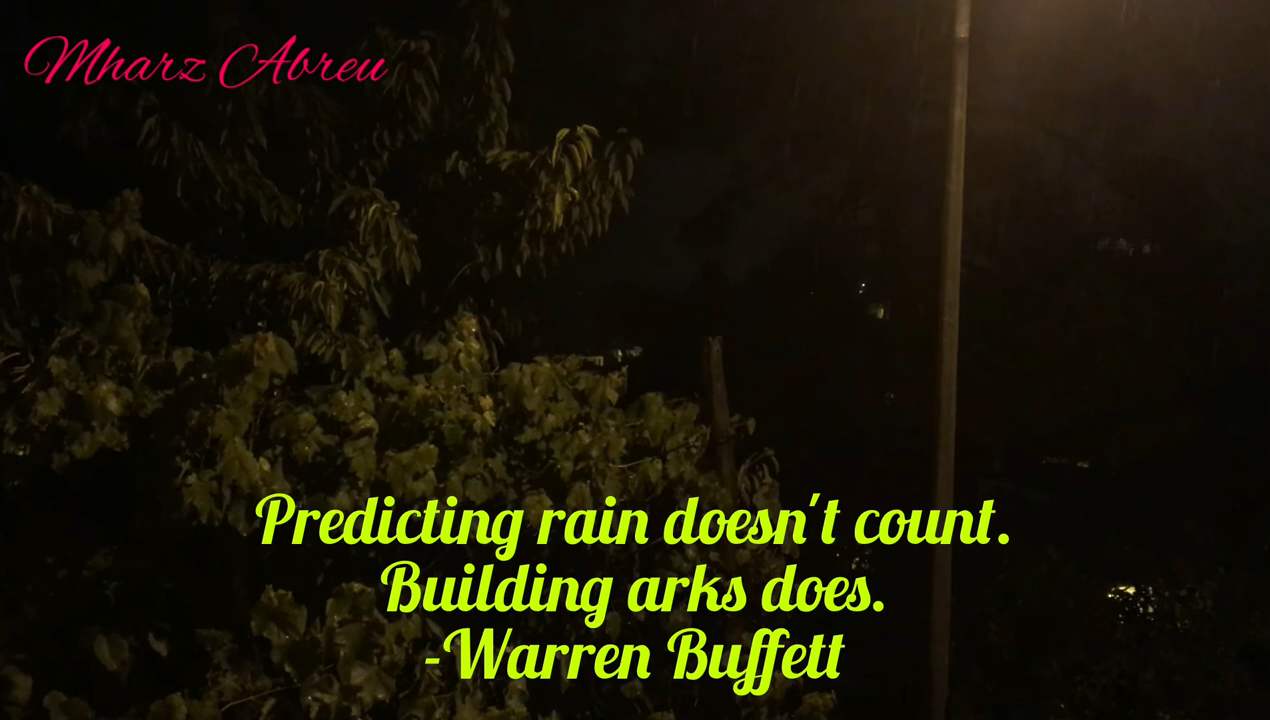 Mharz Abreu
Predicting rain doesn't count.
Building arks does.
-Warren Buffett